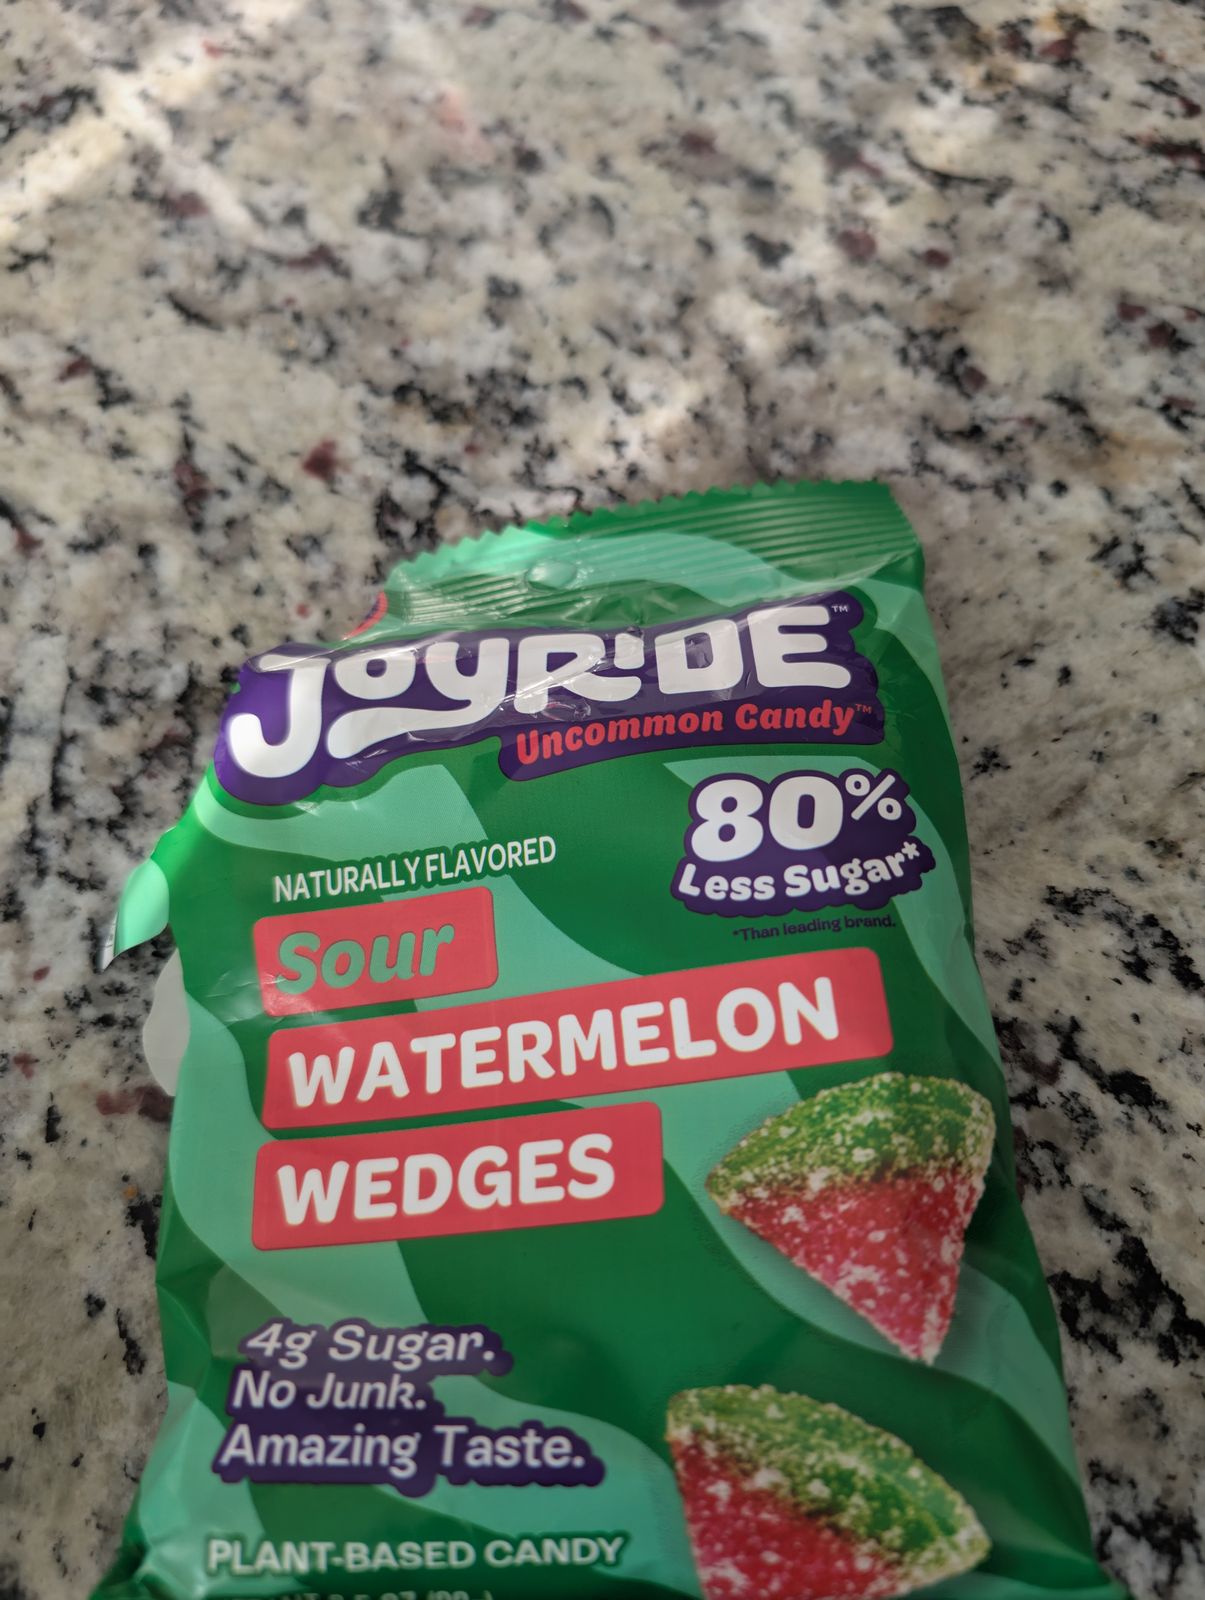 JOYRIDE™
Uncommon Candy™
80%
Less Sugar*
*Than leading brand.
NATURALLY FLAVORED
Sour
WATERMELON
WEDGES
4g Sugar.
No Junk.
Amazing Taste.
PLANT-BASED CANDY